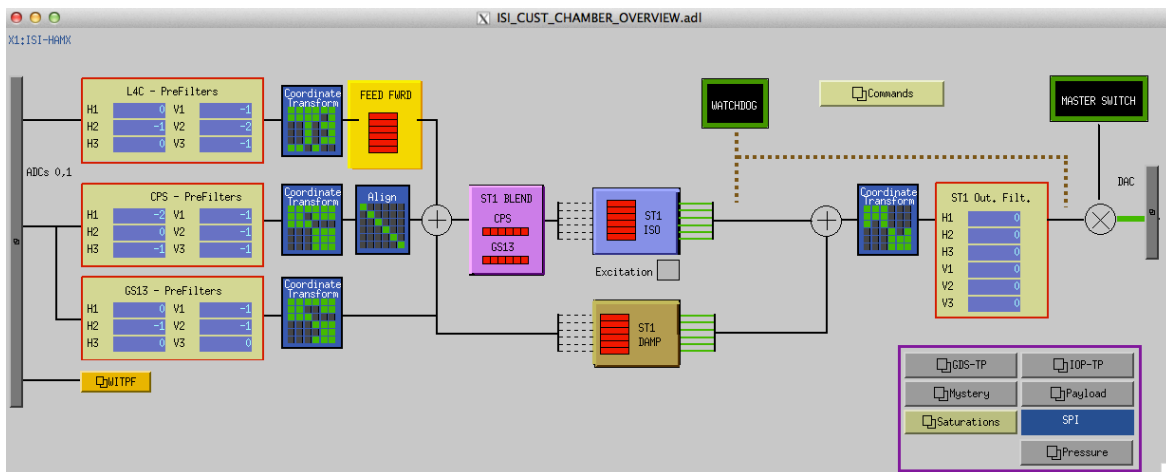 ISI_CUST_CHAMBER_OVERVIEW.adl
X1:ISI-HAMX
ADCs 0,1
L4C - PreFilters
H1 0 V1 -1
H2 -1 V2 -2
H3 0 V3 -1
Coordinate
Transform
FEED FWRD
WATCHDOG
Commands
MASTER SWITCH
CPS - PreFilters
H1 -2 V1 -1
H2 0 V2 -1
H3 -1 V3 -1
Coordinate
Transform
Align
ST1 BLEND
CPS
GS13
ST1
ISO
Excitation
Coordinate
Transform
ST1 Out. Filt.
H1 0
H2 0
H3 0
V1 0
V2 0
V3 0
DAC
GS13 - PreFilters
H1 0 V1 -1
H2 -1 V2 -1
H3 0 V3 0
Coordinate
Transform
ST1
DAMP
WITPF
GDS-TP
IOP-TP
Mystery
Payload
Saturations
SPI
Pressure